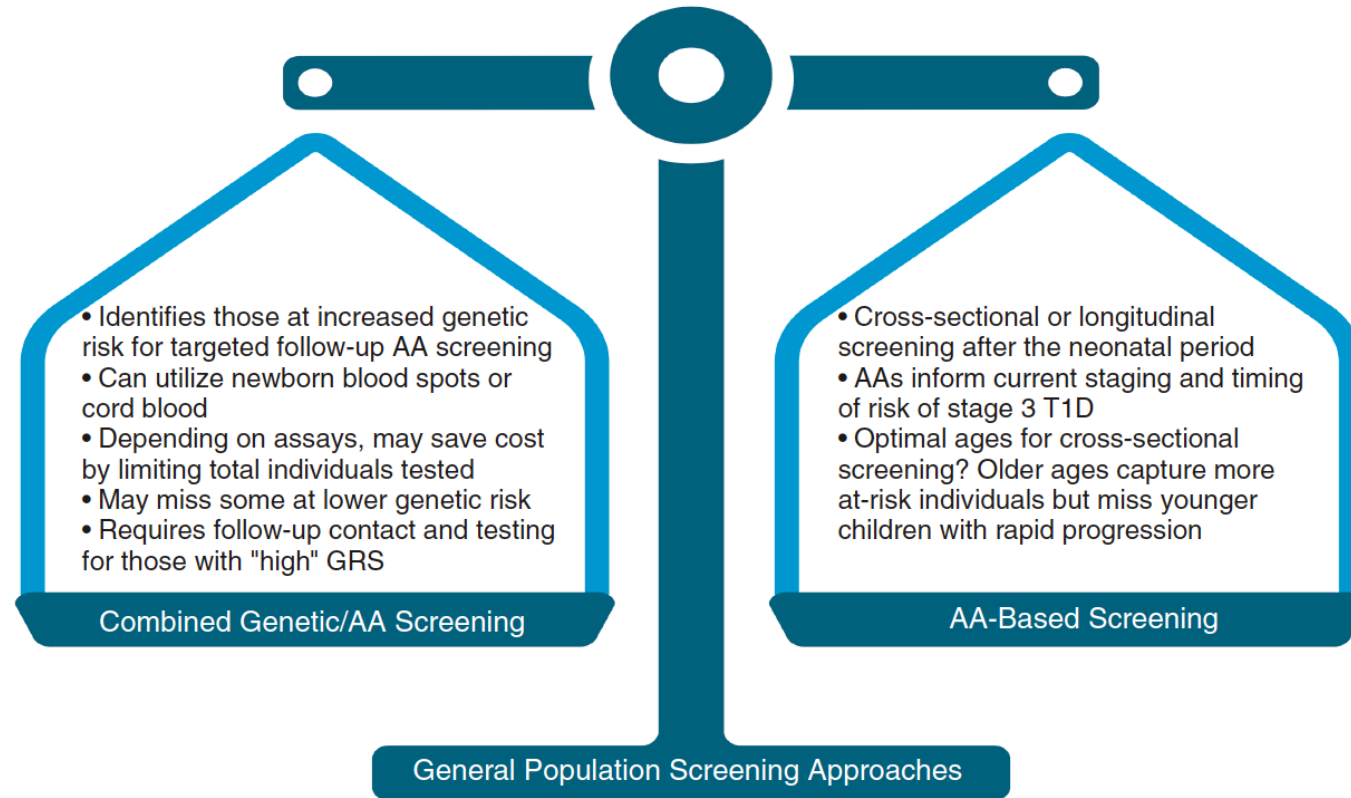 • Identifies those at increased genetic
risk for targeted follow-up AA screening
• Can utilize newborn blood spots or
cord blood
• Depending on assays, may save cost
by limiting total individuals tested
• May miss some at lower genetic risk
• Requires follow-up contact and testing
for those with "high" GRS
Combined Genetic/AA Screening
• Cross-sectional or longitudinal
screening after the neonatal period
• AAs inform current staging and timing
of risk of stage 3 T1D
• Optimal ages for cross-sectional
screening? Older ages capture more
at-risk individuals but miss younger
children with rapid progression
AA-Based Screening
General Population Screening Approaches